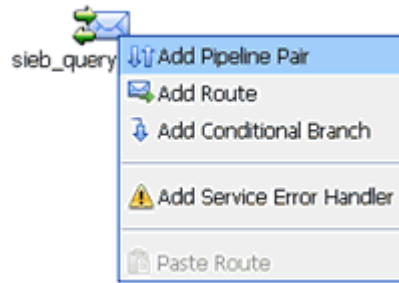 sieb_query
Add Pipeline Pair
Add Route
Add Conditional Branch
Add Service Error Handler
Paste Route